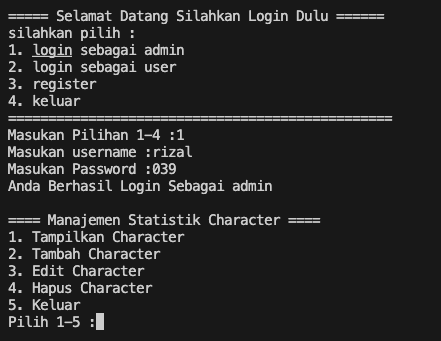 ===== Selamat Datang Silahkan Login Dulu ======
silahkan pilih :
1. login sebagai admin
2. login sebagai user
3. register
4. keluar
================================================
Masukan Pilihan 1-4 :1
Masukan username :rizal
Masukan Password :039
Anda Berhasil Login Sebagai admin
==== Manajemen Statistik Character ====
1. Tampilkan Character
2. Tambah Character
3. Edit Character
4. Hapus Character
5. Keluar
Pilih 1-5 :